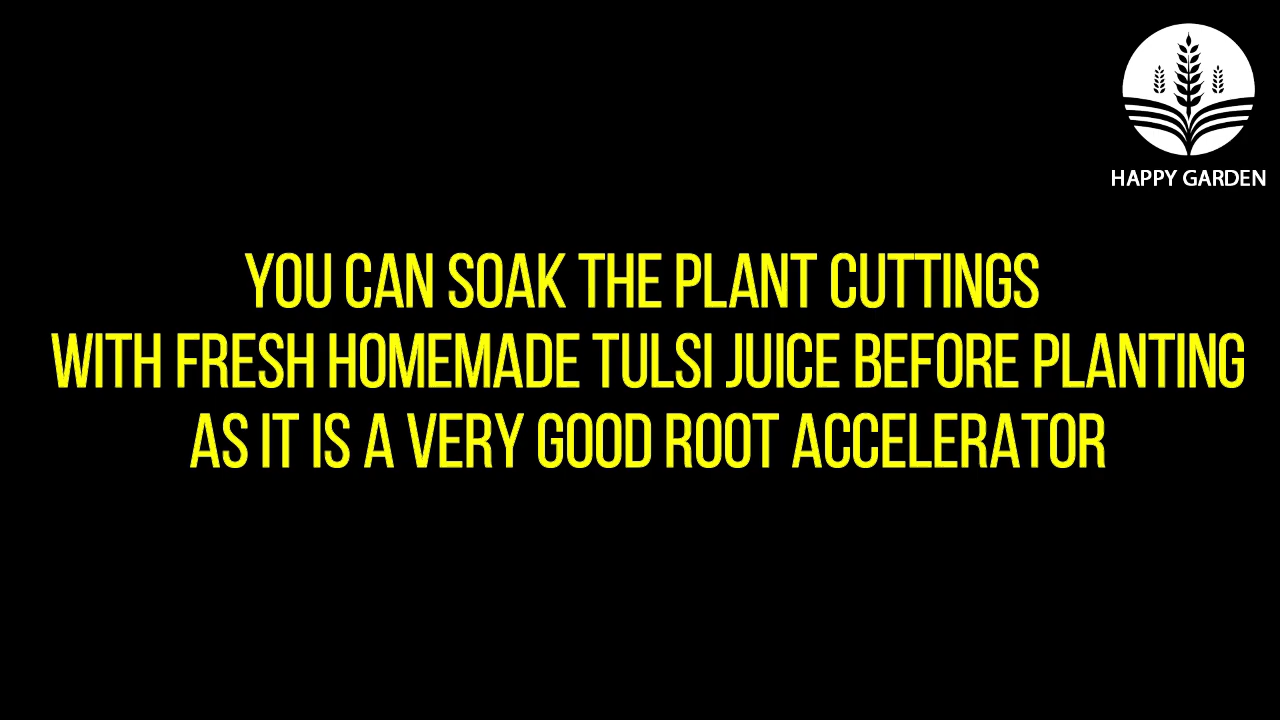 HAPPY GARDEN
YOU CAN SOAK THE PLANT CUTTINGS
WITH FRESH HOMEMADE TULSI JUICE BEFORE PLANTING
AS IT IS A VERY GOOD ROOT ACCELERATOR